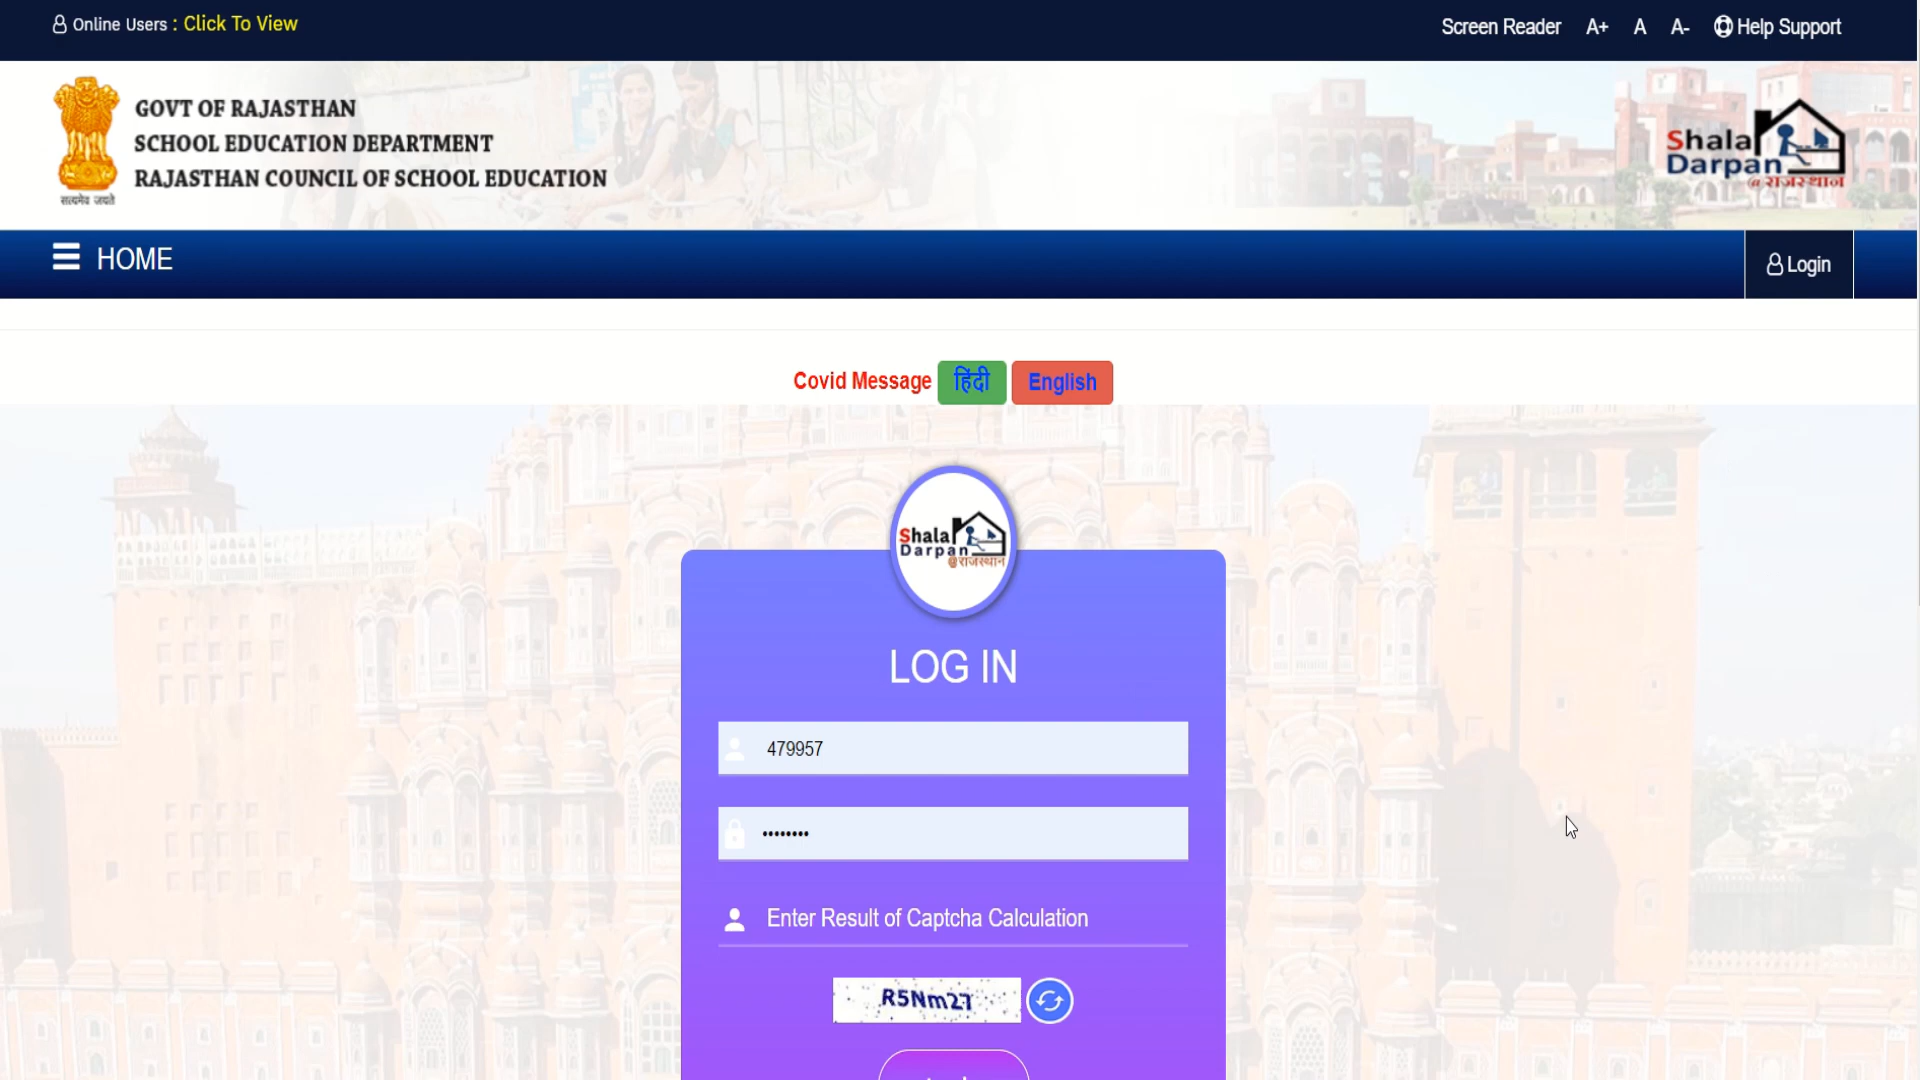 Online Users : Click To View
Screen Reader A+ A A- Help Support
GOVT OF RAJASTHAN
SCHOOL EDUCATION DEPARTMENT
RAJASTHAN COUNCIL OF SCHOOL EDUCATION
सत्यमेव जयते
Shala
Darpan
@राजस्थान
HOME
Login
Covid Message हिंदी English
Shala
Darpan
@राजस्थान
LOG IN
479957
••••••••
Enter Result of Captcha Calculation
R5Nm27